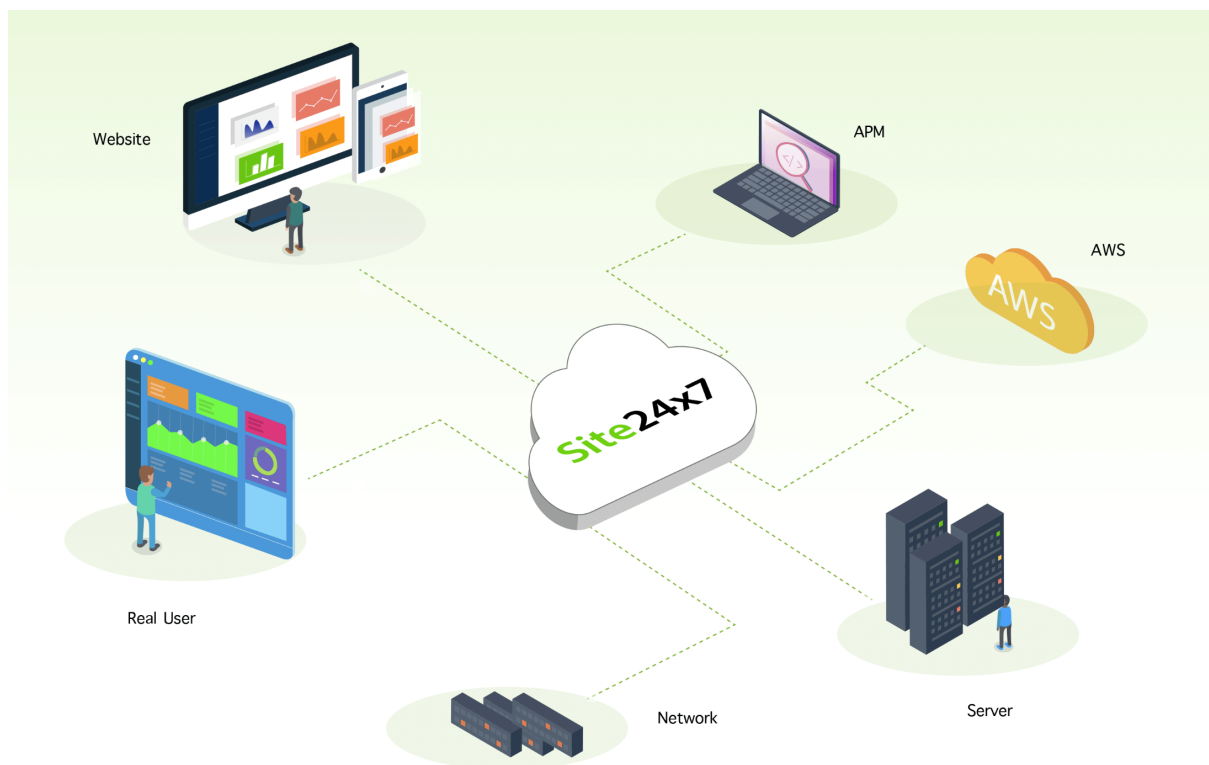 Website
APM
</>
AWS
AWS
Site24x7
Real User
Server
Network